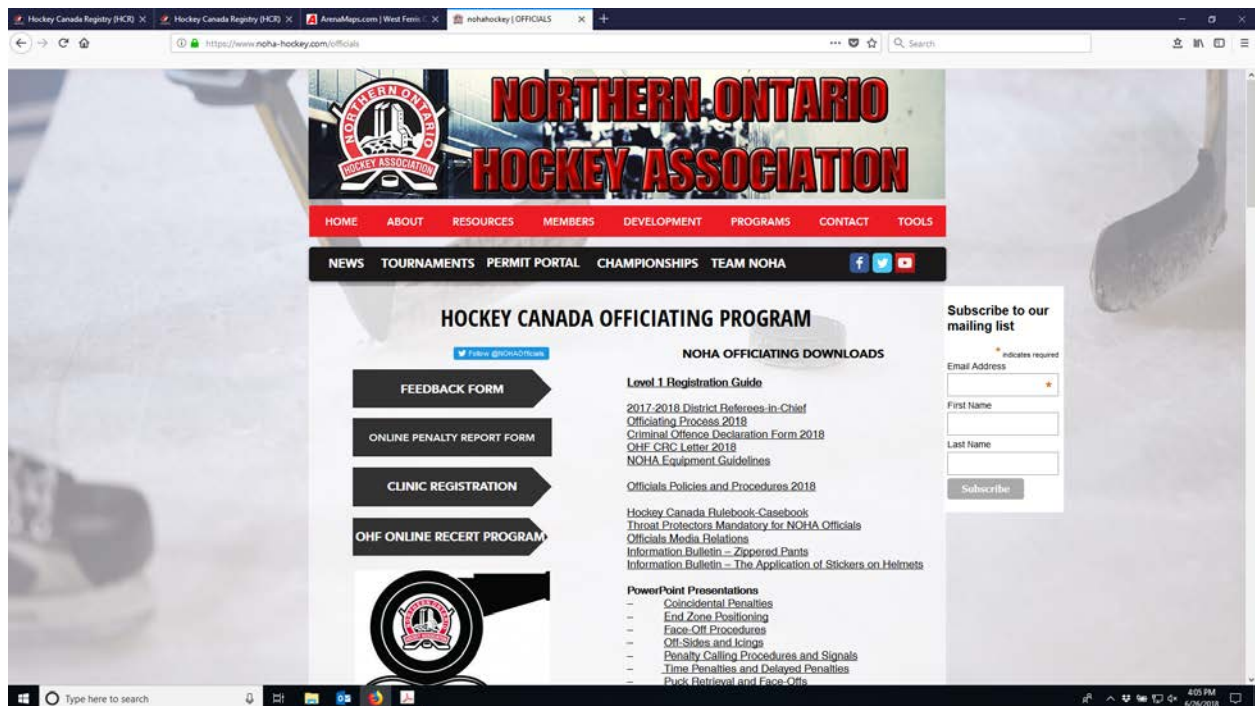 Hockey Canada Registry (HCR)
Hockey Canada Registry (HCR)
ArenaMaps.com | West Ferris
nohahockey | OFFICIALS
https://www.noha-hockey.com/officials
Search
NORTHERN ONTARIO
HOCKEY ASSOCIATION
NORTHERN ONTARIO
HOCKEY ASSOCIATION
HOME ABOUT RESOURCES MEMBERS DEVELOPMENT PROGRAMS CONTACT TOOLS
NEWS TOURNAMENTS PERMIT PORTAL CHAMPIONSHIPS TEAM NOHA
HOCKEY CANADA OFFICIATING PROGRAM
Follow @NOHAOfficials
FEEDBACK FORM
ONLINE PENALTY REPORT FORM
CLINIC REGISTRATION
OHF ONLINE RECERT PROGRAM
NOHA OFFICIATING DOWNLOADS
Level 1 Registration Guide
2017-2018 District Referees-in-Chief
Officiating Process 2018
Criminal Offence Declaration Form 2018
OHF CRC Letter 2018
NOHA Equipment Guidelines
Officials Policies and Procedures 2018
Hockey Canada Rulebook-Casebook
Throat Protectors Mandatory for NOHA Officials
Officials Media Relations
Information Bulletin – Zippered Pants
Information Bulletin – The Application of Stickers on Helmets
PowerPoint Presentations
– Coincidental Penalties
– End Zone Positioning
– Face-Off Procedures
– Off-Sides and Icings
– Penalty Calling Procedures and Signals
– Time Penalties and Delayed Penalties
– Puck Retrieval and Face-Offs
Subscribe to our
mailing list
* indicates required
Email Address
*
First Name
Last Name
Subscribe
Type here to search
4:05 PM
6/26/2018